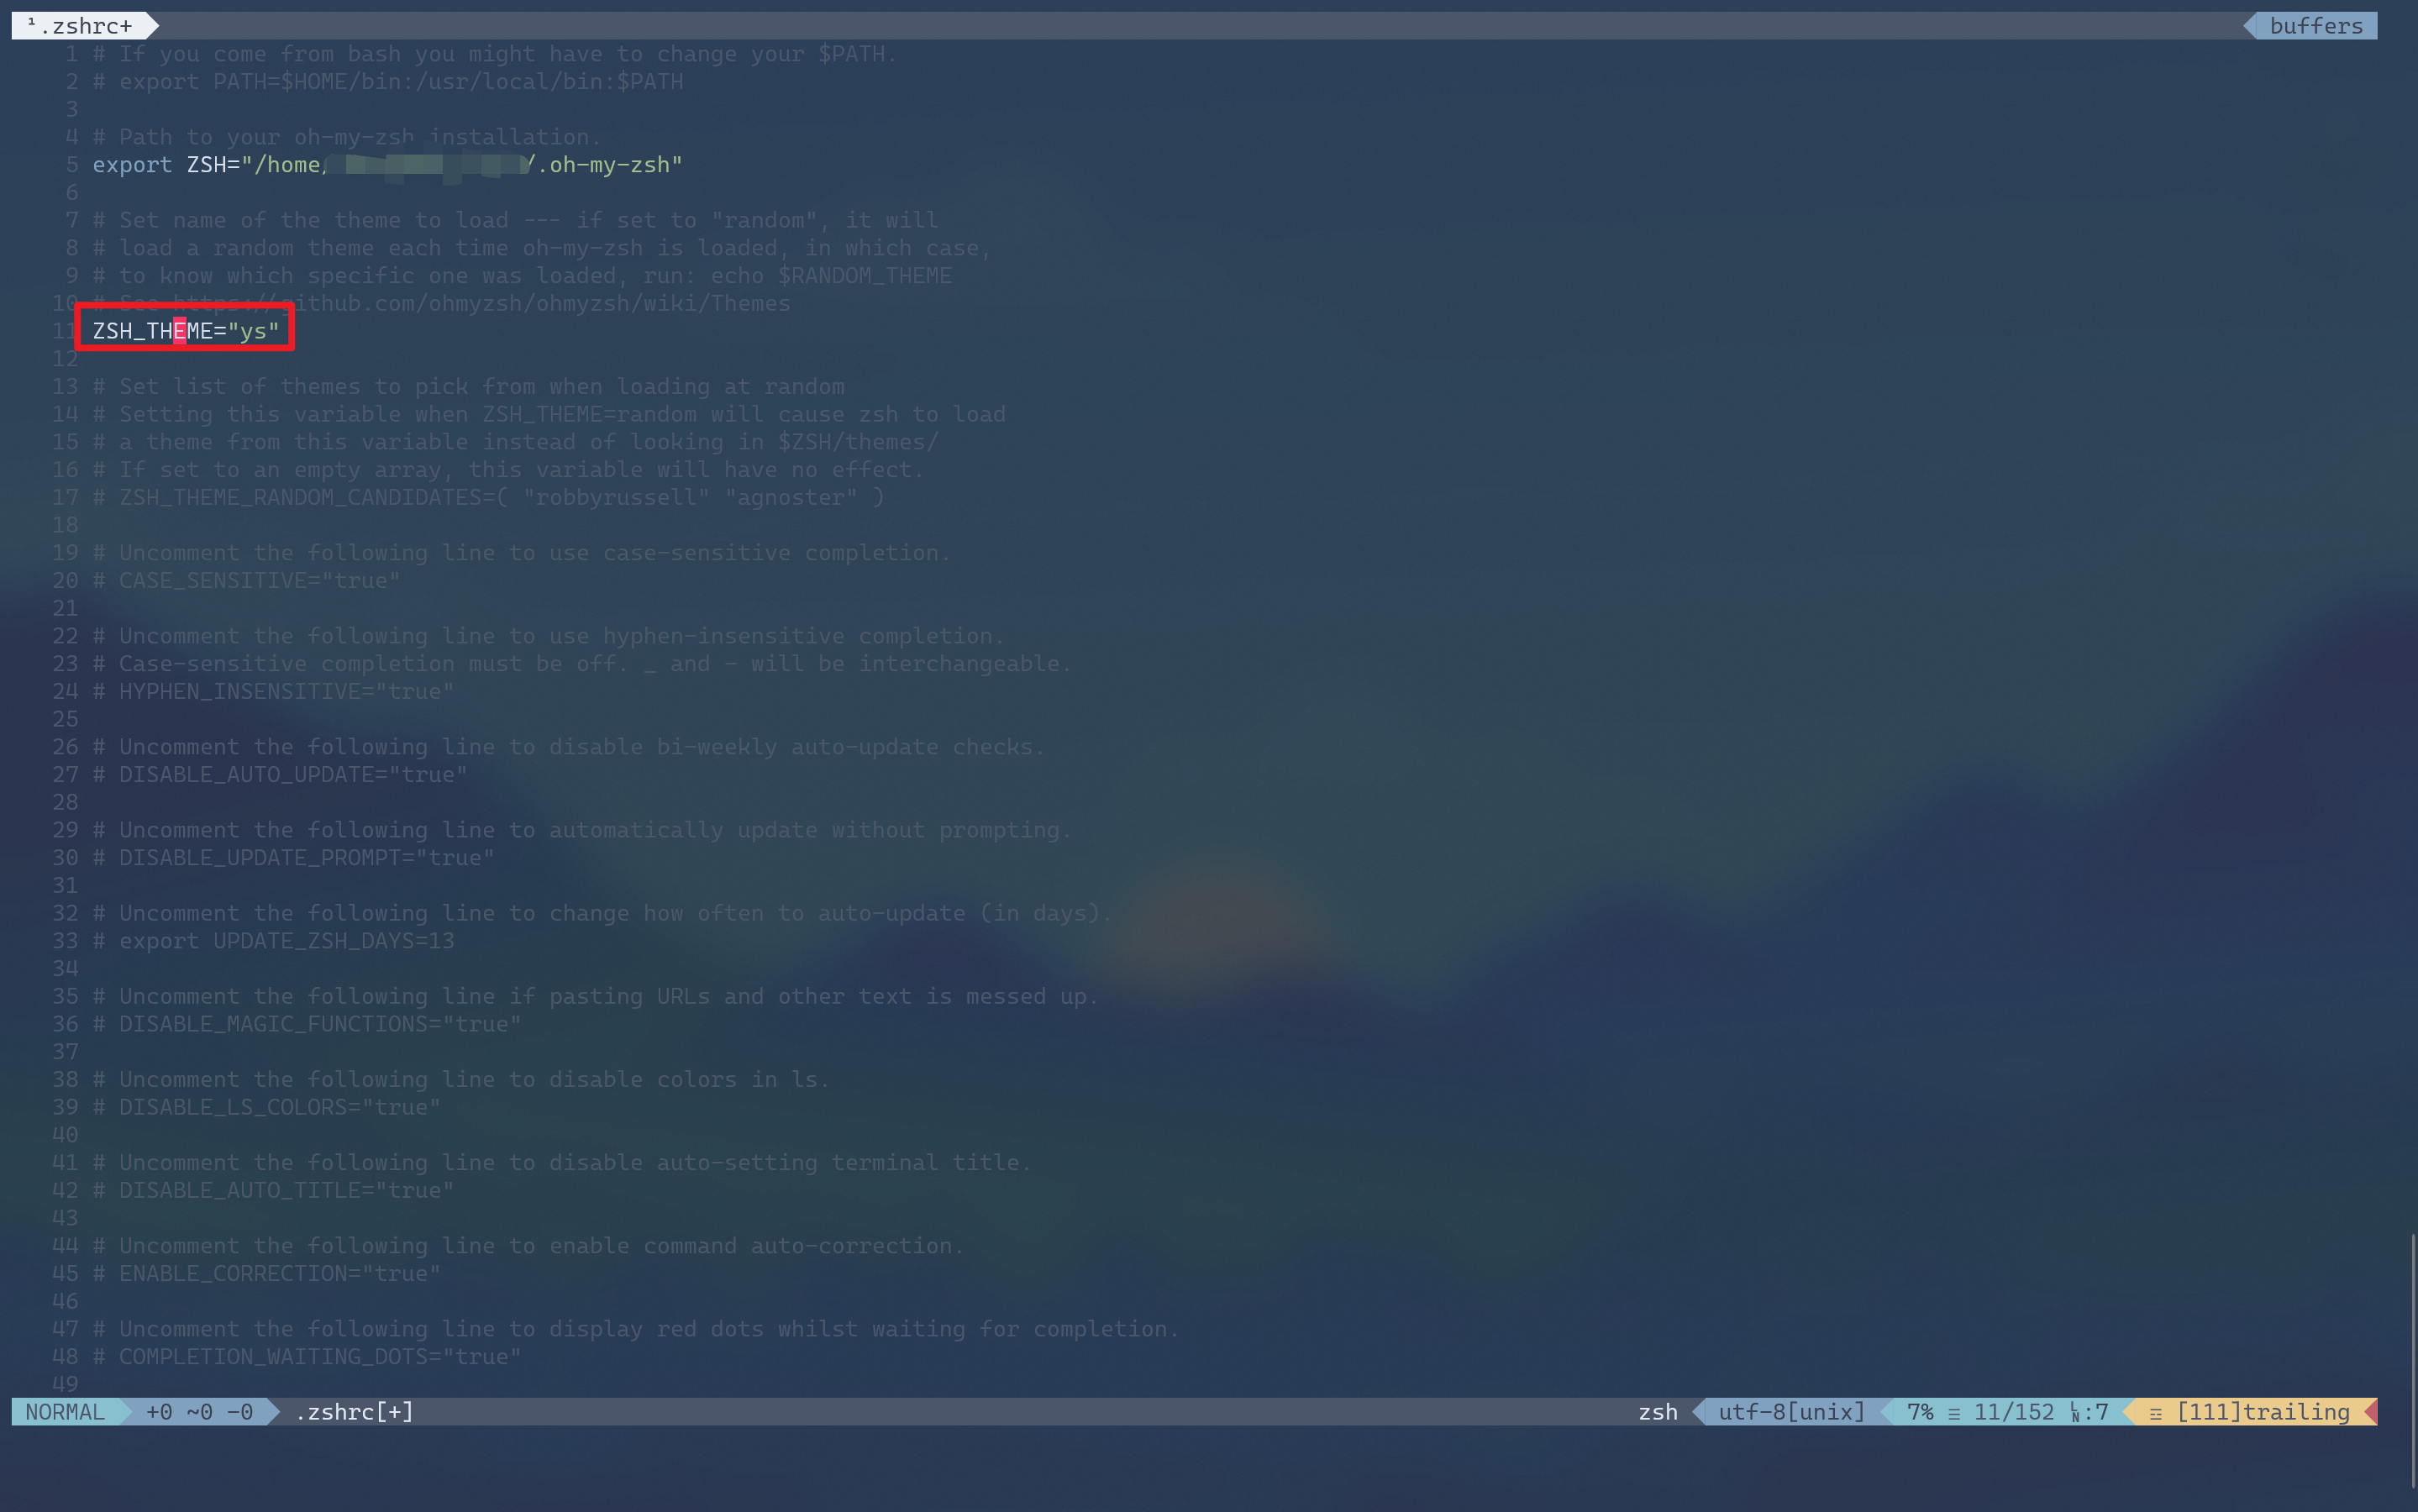 ¹.zshrc+ buffers
1 # If you come from bash you might have to change your $PATH.
2 # export PATH=$HOME/bin:/usr/local/bin:$PATH
3
4 # Path to your oh-my-zsh installation.
5 export ZSH="/home/ /.oh-my-zsh"
6
7 # Set name of the theme to load --- if set to "random", it will
8 # load a random theme each time oh-my-zsh is loaded, in which case,
9 # to know which specific one was loaded, run: echo $RANDOM_THEME
10 # See https://github.com/ohmyzsh/ohmyzsh/wiki/Themes
11 ZSH_THEME="ys"
12
13 # Set list of themes to pick from when loading at random
14 # Setting this variable when ZSH_THEME=random will cause zsh to load
15 # a theme from this variable instead of looking in $ZSH/themes/
16 # If set to an empty array, this variable will have no effect.
17 # ZSH_THEME_RANDOM_CANDIDATES=( "robbyrussell" "agnoster" )
18
19 # Uncomment the following line to use case-sensitive completion.
20 # CASE_SENSITIVE="true"
21
22 # Uncomment the following line to use hyphen-insensitive completion.
23 # Case-sensitive completion must be off. _ and - will be interchangeable.
24 # HYPHEN_INSENSITIVE="true"
25
26 # Uncomment the following line to disable bi-weekly auto-update checks.
27 # DISABLE_AUTO_UPDATE="true"
28
29 # Uncomment the following line to automatically update without prompting.
30 # DISABLE_UPDATE_PROMPT="true"
31
32 # Uncomment the following line to change how often to auto-update (in days).
33 # export UPDATE_ZSH_DAYS=13
34
35 # Uncomment the following line if pasting URLs and other text is messed up.
36 # DISABLE_MAGIC_FUNCTIONS="true"
37
38 # Uncomment the following line to disable colors in ls.
39 # DISABLE_LS_COLORS="true"
40
41 # Uncomment the following line to disable auto-setting terminal title.
42 # DISABLE_AUTO_TITLE="true"
43
44 # Uncomment the following line to enable command auto-correction.
45 # ENABLE_CORRECTION="true"
46
47 # Uncomment the following line to display red dots whilst waiting for completion.
48 # COMPLETION_WAITING_DOTS="true"
49
NORMAL +0 ~0 -0 .zshrc[+] zsh utf-8[unix] 7% ☰ 11/152 ␤:7 ☲ [111]trailing